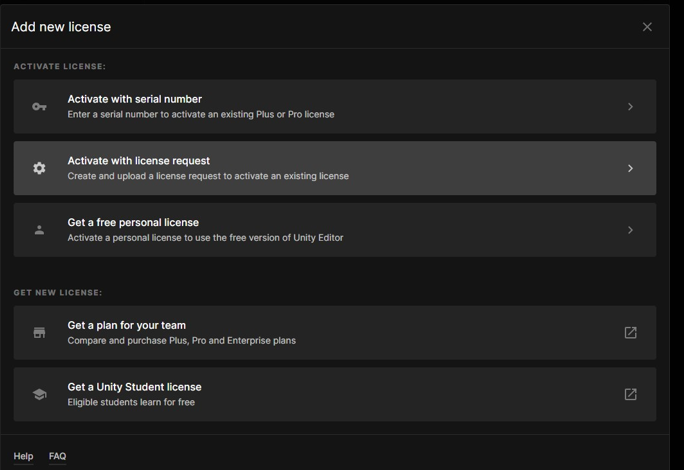 Add new license
ACTIVATE LICENSE:
Activate with serial number
Enter a serial number to activate an existing Plus or Pro license
Activate with license request
Create and upload a license request to activate an existing license
Get a free personal license
Activate a personal license to use the free version of Unity Editor
GET NEW LICENSE:
Get a plan for your team
Compare and purchase Plus, Pro and Enterprise plans
Get a Unity Student license
Eligible students learn for free
Help FAQ